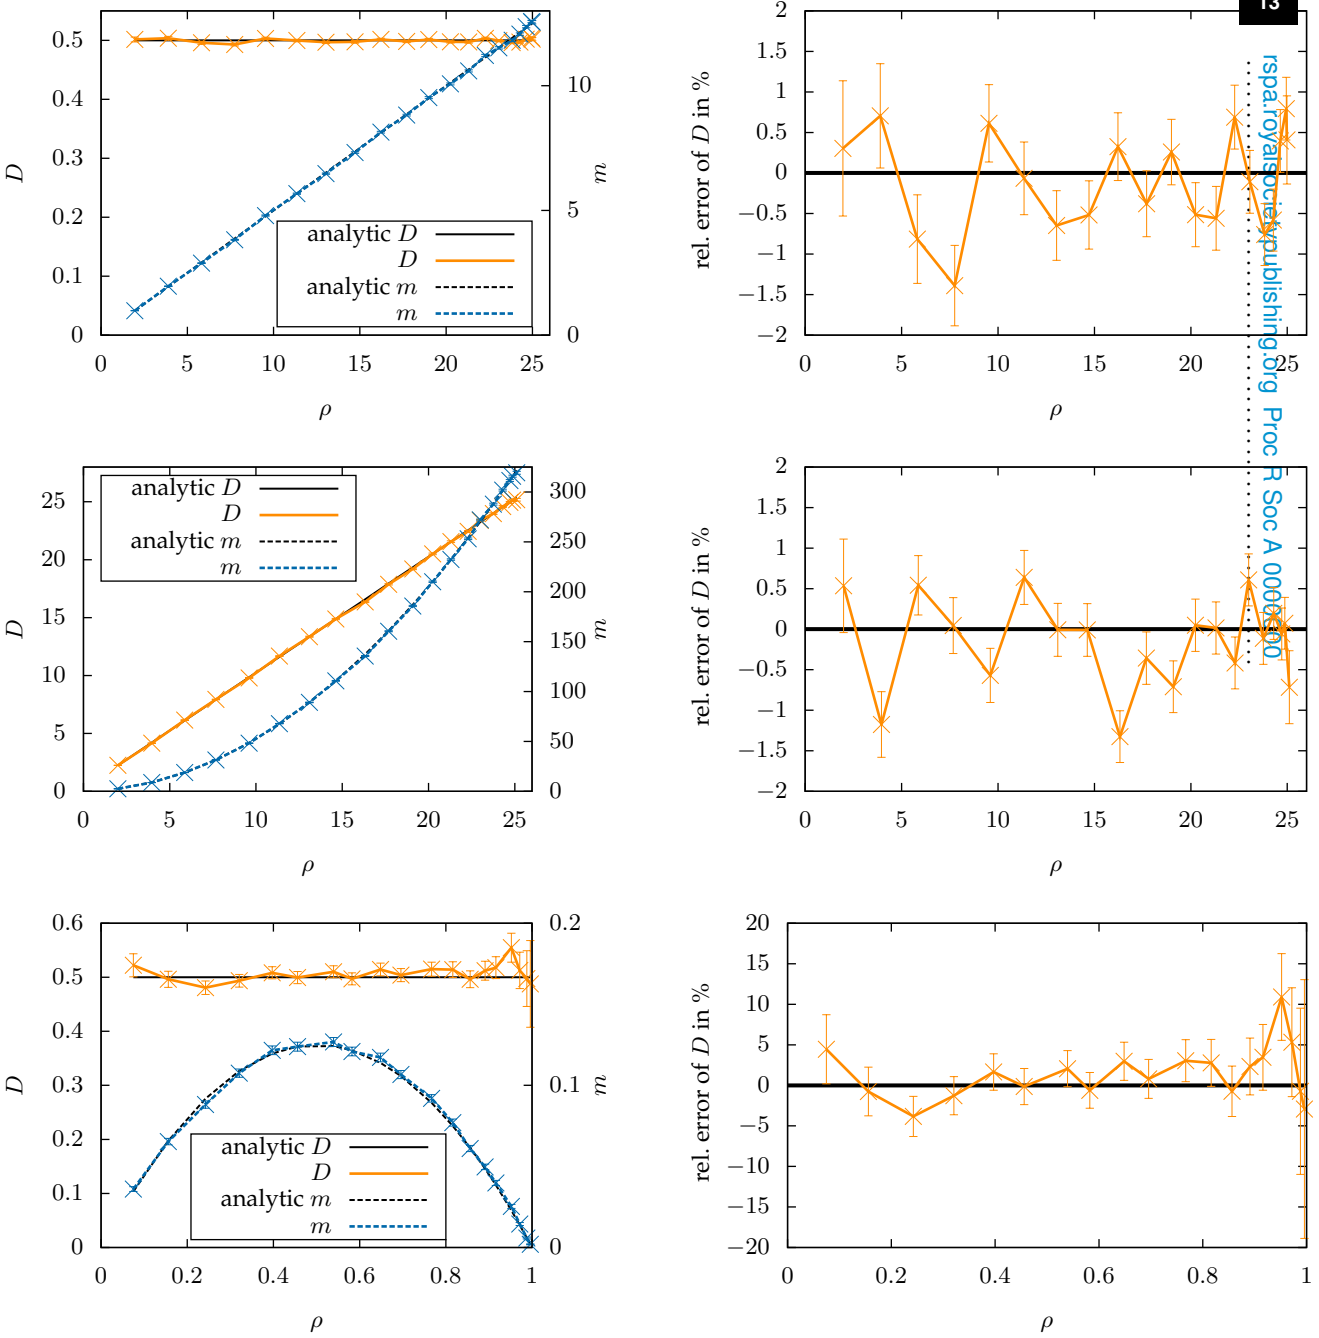 13
rspa.royalsocietypublishing.org Proc R Soc A 0000000
0.5
0.4
0.3
0.2
0.1
0
D
10
5
0
m
analytic D
D
analytic m
m
0 5 10 15 20 25
ρ
2
1.5
1
0.5
0
−0.5
−1
−1.5
−2
rel. error of D in %
0 5 10 15 20 25
ρ
25
20
15
10
5
0
D
300
250
200
150
100
50
0
m
analytic D
D
analytic m
m
0 5 10 15 20 25
ρ
2
1.5
1
0.5
0
−0.5
−1
−1.5
−2
rel. error of D in %
0 5 10 15 20 25
ρ
0.6
0.5
0.4
0.3
0.2
0.1
0
D
0.2
0.1
0
m
analytic D
D
analytic m
m
0 0.2 0.4 0.6 0.8 1
ρ
20
15
10
5
0
−5
−10
−15
−20
rel. error of D in %
0 0.2 0.4 0.6 0.8 1
ρ